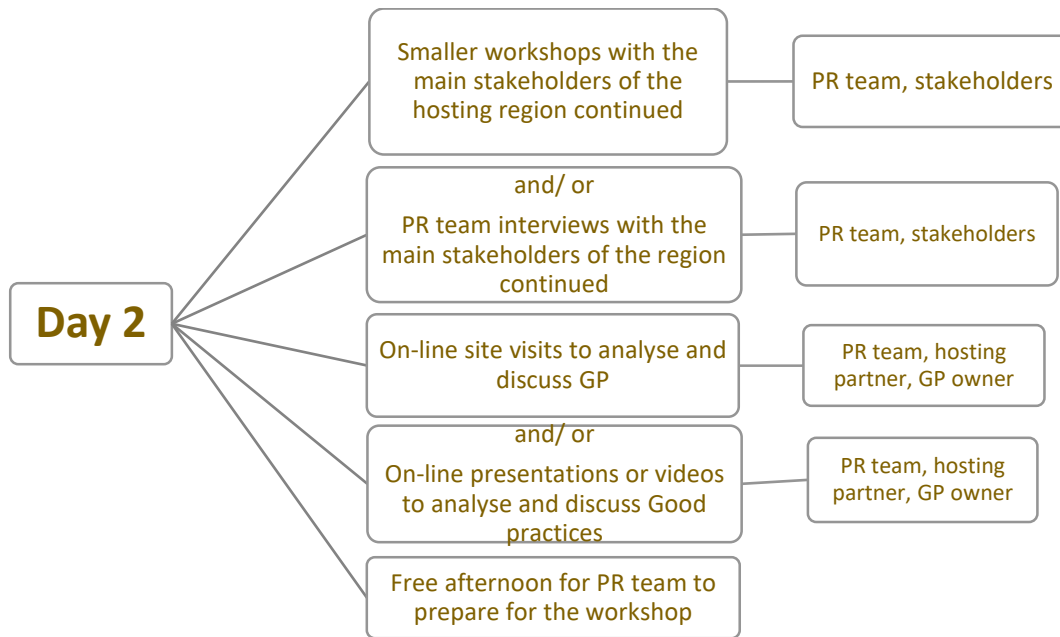 Day 2
Smaller workshops with the
main stakeholders of the
hosting region continued
PR team, stakeholders
and/ or
PR team interviews with the
main stakeholders of the region
continued
PR team, stakeholders
On-line site visits to analyse and
discuss GP
PR team, hosting
partner, GP owner
and/ or
On-line presentations or videos
to analyse and discuss Good
practices
PR team, hosting
partner, GP owner
Free afternoon for PR team to
prepare for the workshop